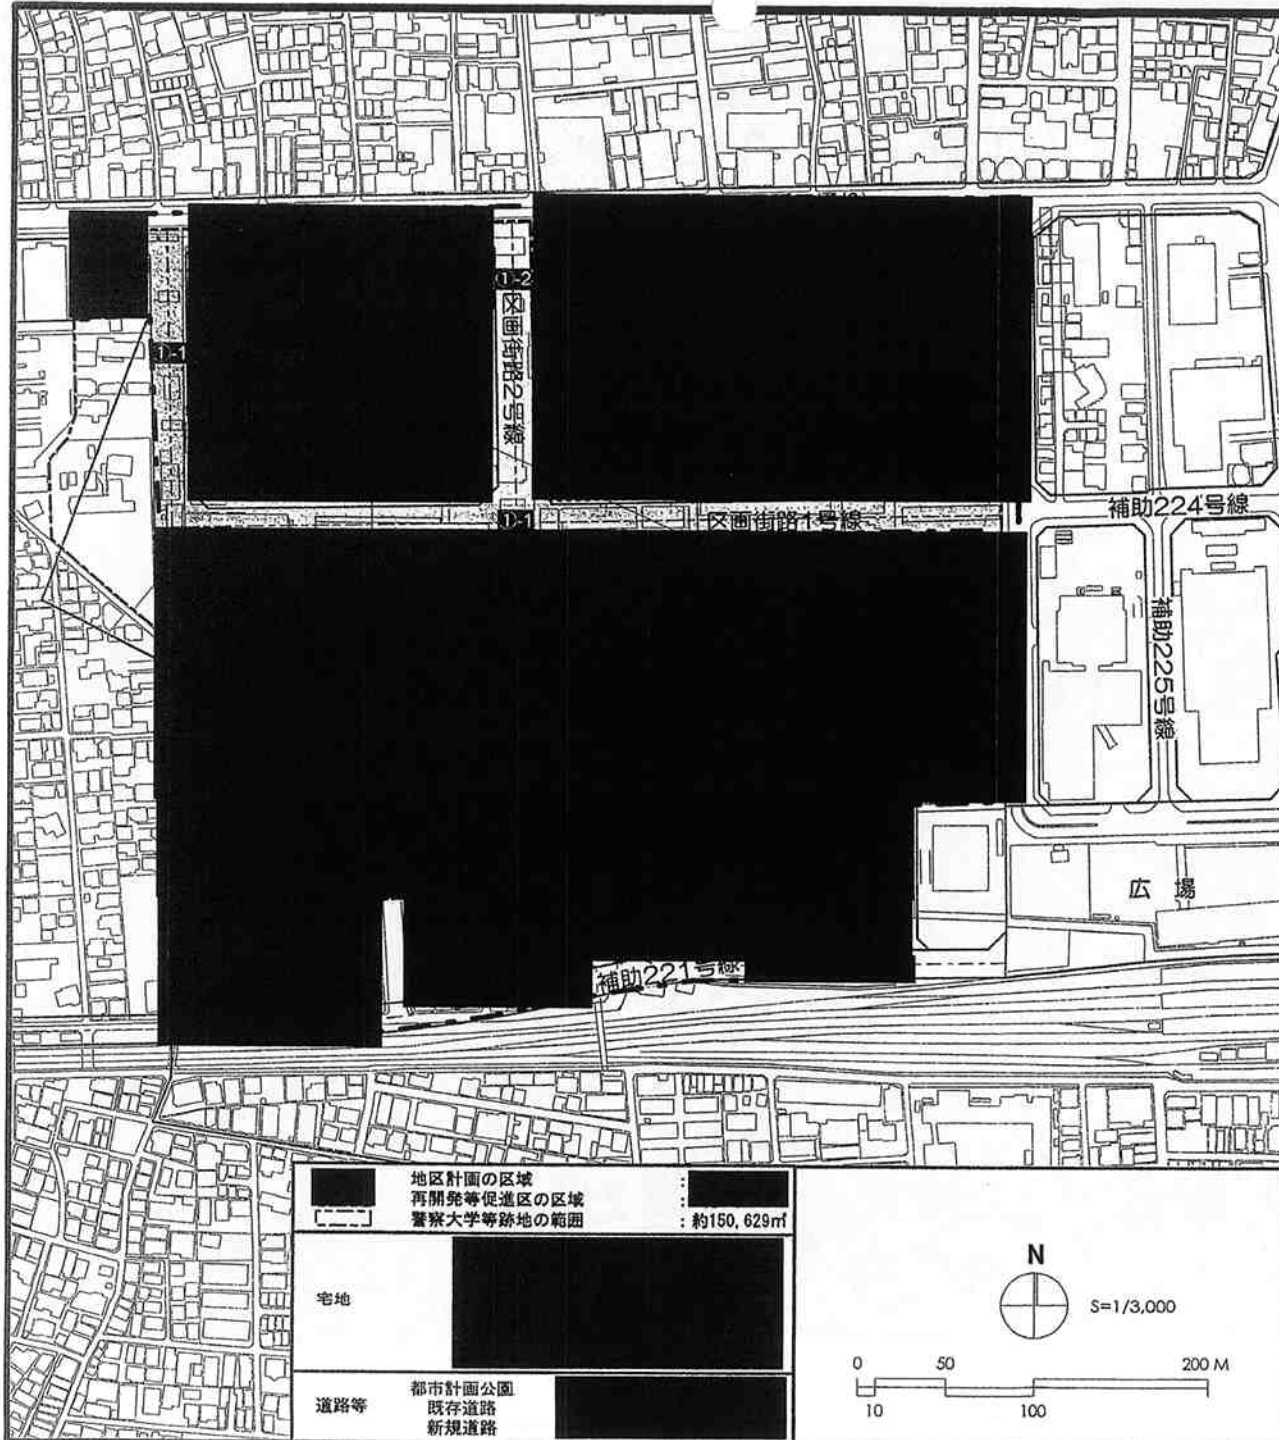 ①-2
区画街路2号線
①-1
①-1
区画街路1号線
補助224号線
補助225号線
広場
補助221号線
地区計画の区域 :
再開発等促進区の区域 :
警察大学等跡地の範囲 : 約150,629㎡
宅地
道路等
都市計画公園
既存道路
新規道路
N
S=1/3,000
0 50 200 M
10 100